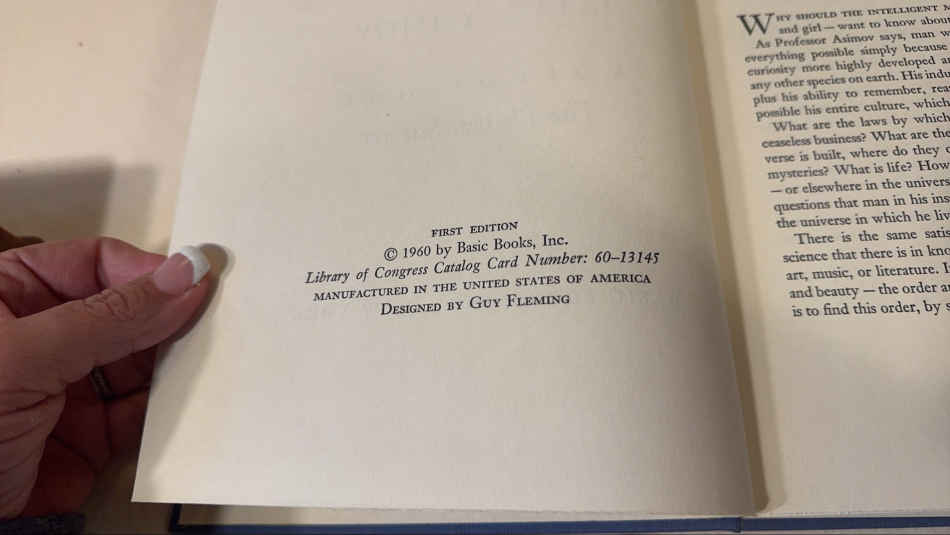 FIRST EDITION
© 1960 by Basic Books, Inc.
Library of Congress Catalog Card Number: 60–13145
MANUFACTURED IN THE UNITED STATES OF AMERICA
DESIGNED BY GUY FLEMING
WHY SHOULD THE INTELLIGENT
and girl — want to know about
As Professor Asimov says, man
everything possible simply because
curiosity more highly developed
any other species on earth. His
plus his ability to remember,
possible his entire culture, which
What are the laws by which
ceaseless business? What are
verse is built, where do they
mysteries? What is life? How
— or elsewhere in the
questions that man in his
the universe in which he
There is the same
science that there is in
art, music, or literature.
and beauty — the order
is to find this order, by